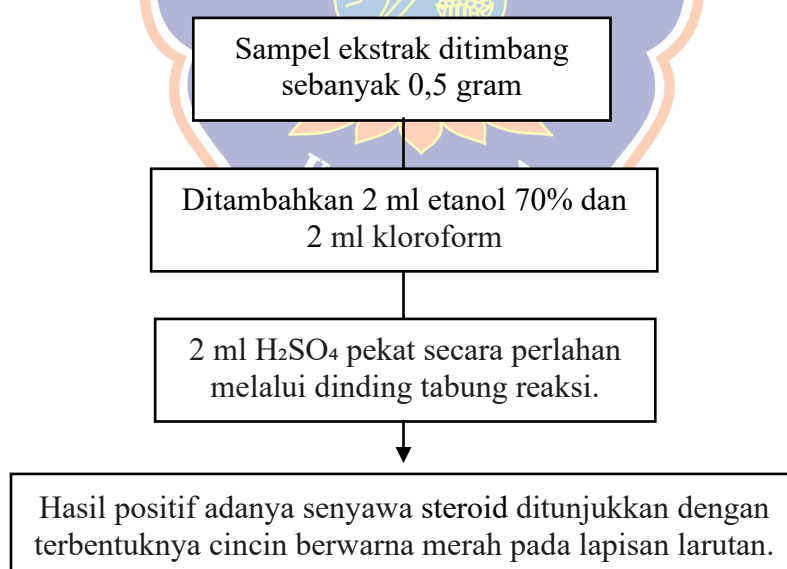 Sampel ekstrak ditimbang
sebanyak 0,5 gram
Ditambahkan 2 ml etanol 70% dan
2 ml kloroform
2 ml H₂SO₄ pekat secara perlahan
melalui dinding tabung reaksi.
Hasil positif adanya senyawa steroid ditunjukkan dengan
terbentuknya cincin berwarna merah pada lapisan larutan.